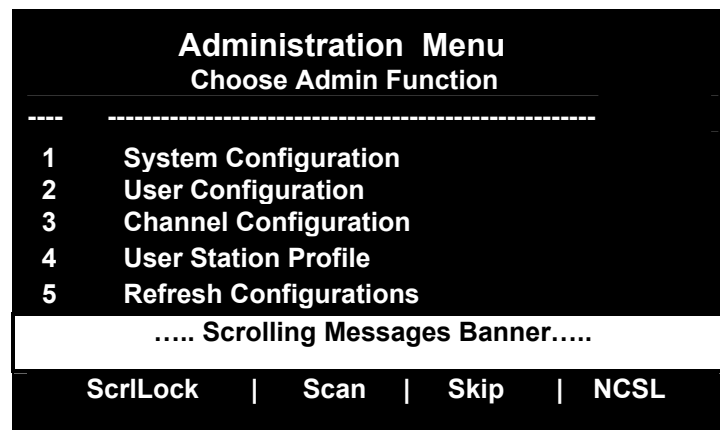 Administration Menu
Choose Admin Function
---- -------------------------------------------------------
1 System Configuration
2 User Configuration
3 Channel Configuration
4 User Station Profile
5 Refresh Configurations
….. Scrolling Messages Banner…..
ScrlLock | Scan | Skip | NCSL